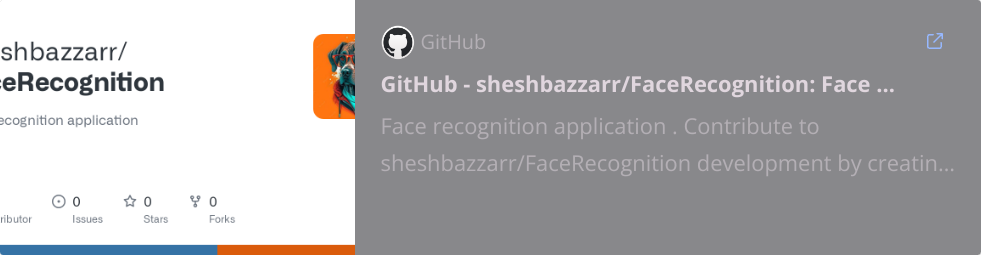 shbazzarr/
ceRecognition
ecognition application
0
Issues
0
Stars
0
Forks
ributor
GitHub
GitHub - sheshbazzarr/FaceRecognition: Face ...
Face recognition application . Contribute to
sheshbazzarr/FaceRecognition development by creatin...